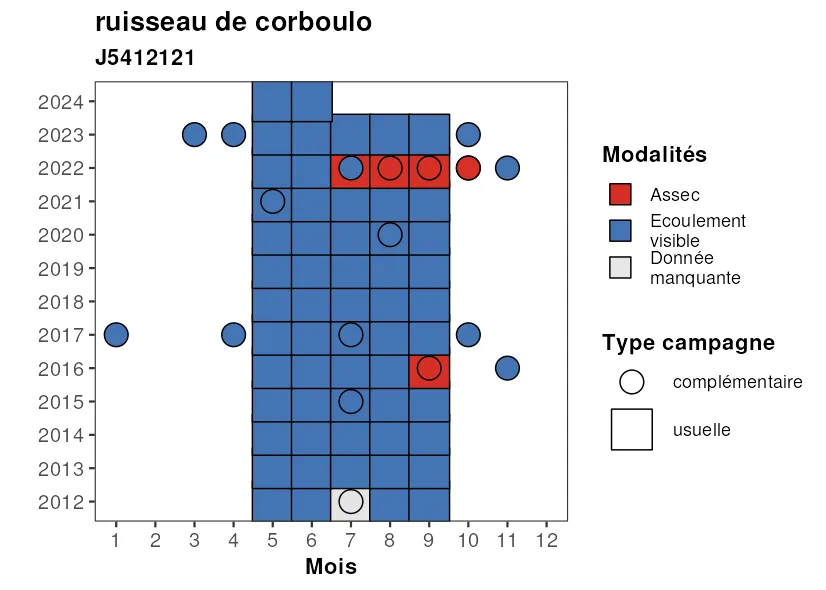 ruisseau de corboulo
J5412121
2024
2023
2022
2021
2020
2019
2018
2017
2016
2015
2014
2013
2012
1 2 3 4 5 6 7 8 9 10 11 12
Mois
Modalités
Assec
Ecoulement
visible
Donnée
manquante
Type campagne
complémentaire
usuelle